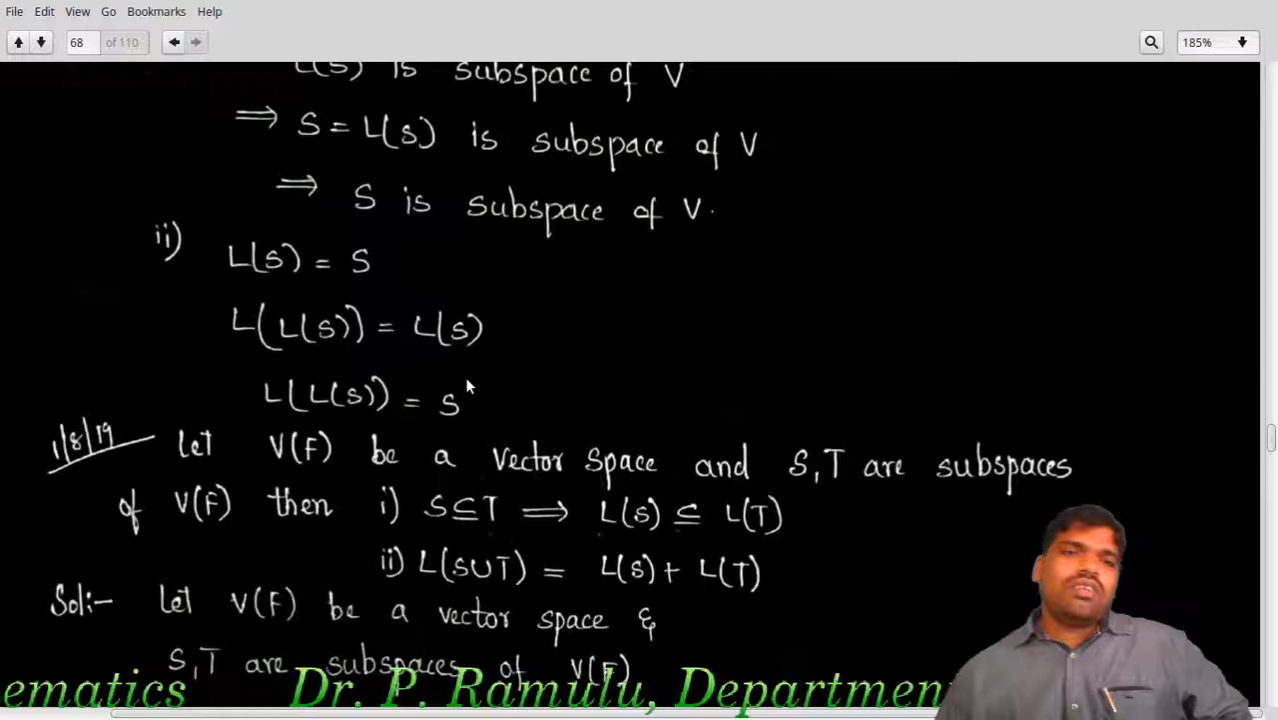 File Edit View Go Bookmarks Help
68 of 110 185%
L(S) is subspace of V
⟹ S = L(S) is subspace of V
⟹ S is subspace of V.
ii) L(S) = S
L(L(S)) = L(S)
L(L(S)) = S
1/8/19 Let V(F) be a vector space and S,T are subspaces
of V(F) then i) S⊆T ⟹ L(S) ⊆ L(T)
ii) L(S∪T) = L(S) + L(T)
Sol:- Let V(F) be a vector space &
S,T are subspaces of V(F)
ematics Dr. P. Ramulu, Departmen